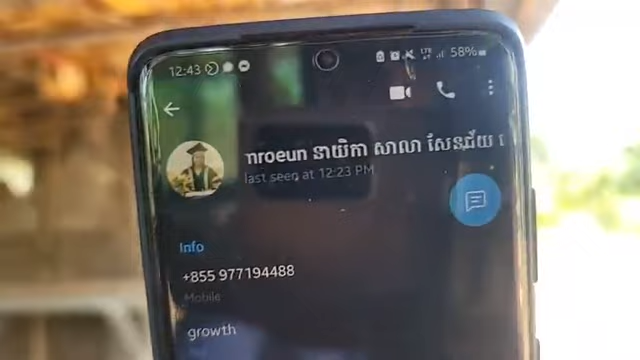 12:43 58%
nroeun នាយិកា សាលា សែនជ័យ
last seen at 12:23 PM
Info
+855 977194488
Mobile
growth